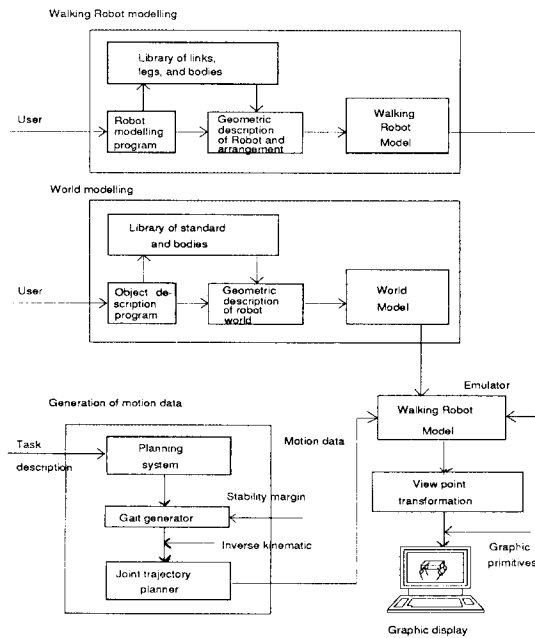 Walking Robot modelling
Library of links,
legs, and bodies
User
Robot
modelling
program
Geometric
description
of Robot and
arrangement
Walking
Robot
Model
World modelling
Library of standard
and bodies
User
Object de-
scription
program
Geometric
description
of robot
world
World
Model
Emulator
Generation of motion data
Walking Robot
Model
Task
description
Planning
system
Motion data
View point
transformation
Stability margin
Gait generator
Inverse kinematic
Graphic
primitives
Joint trajectory
planner
Graphic display